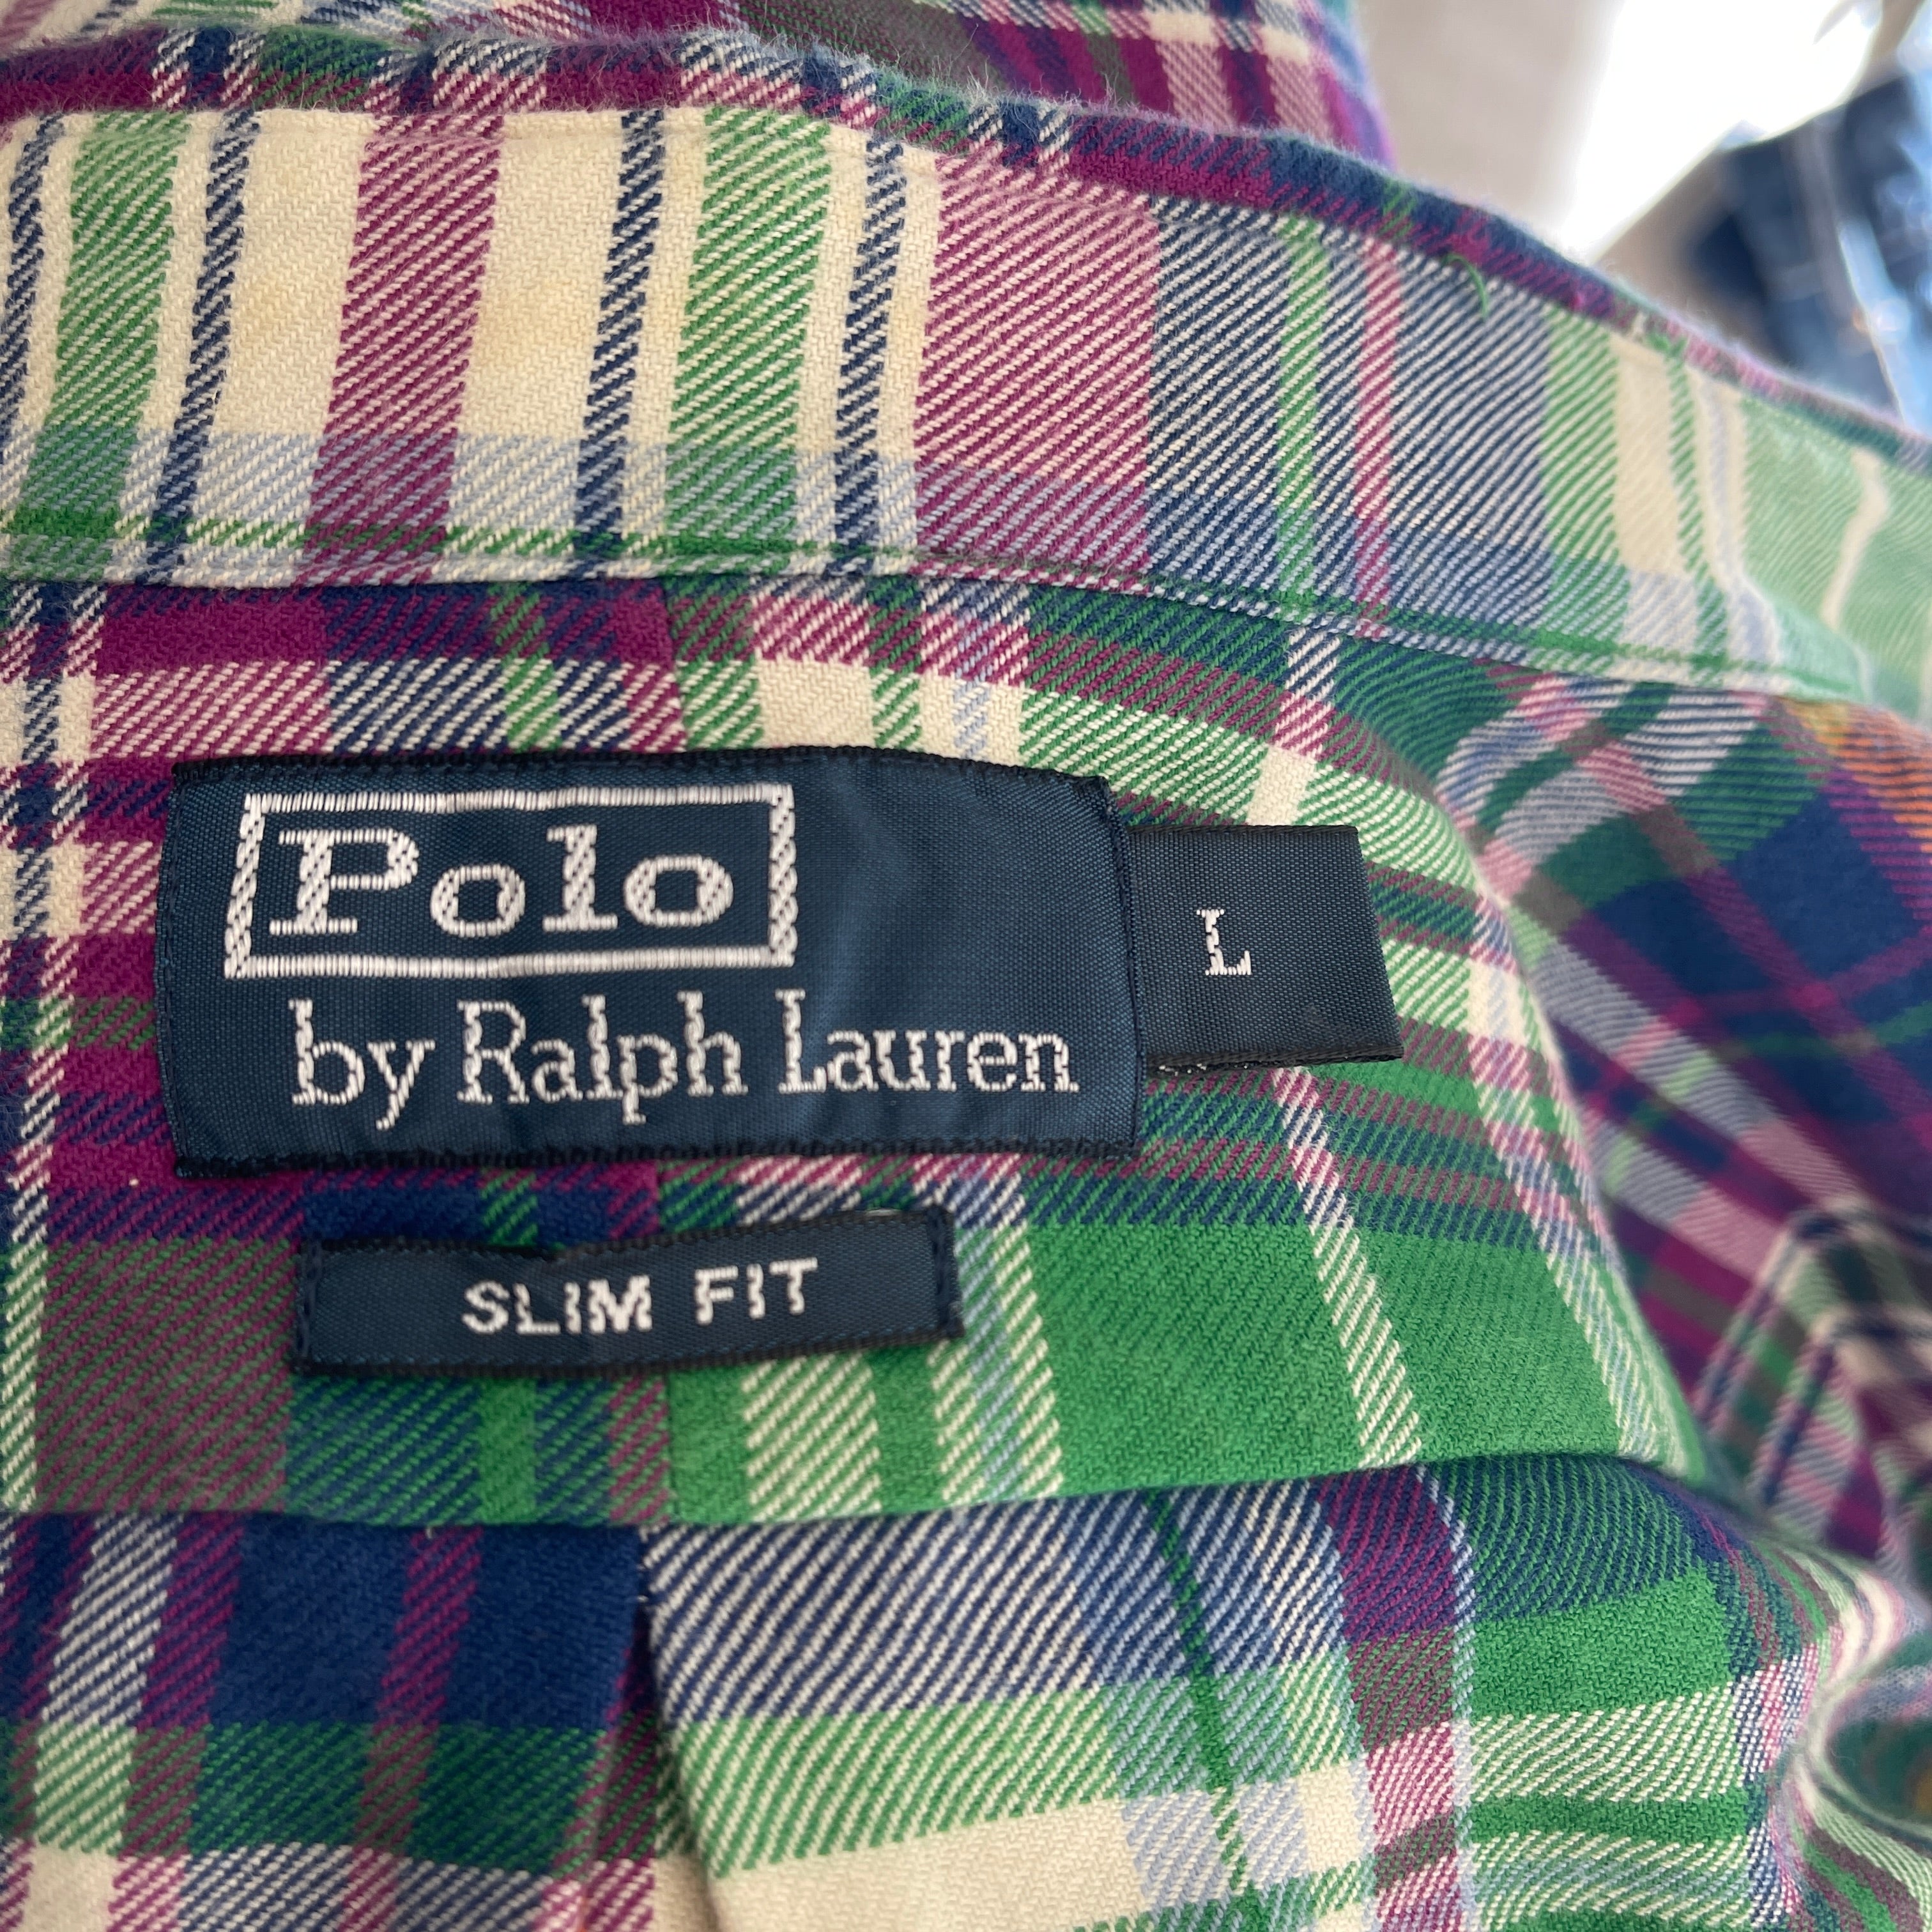 Polo
by Ralph Lauren
L
SLIM FIT